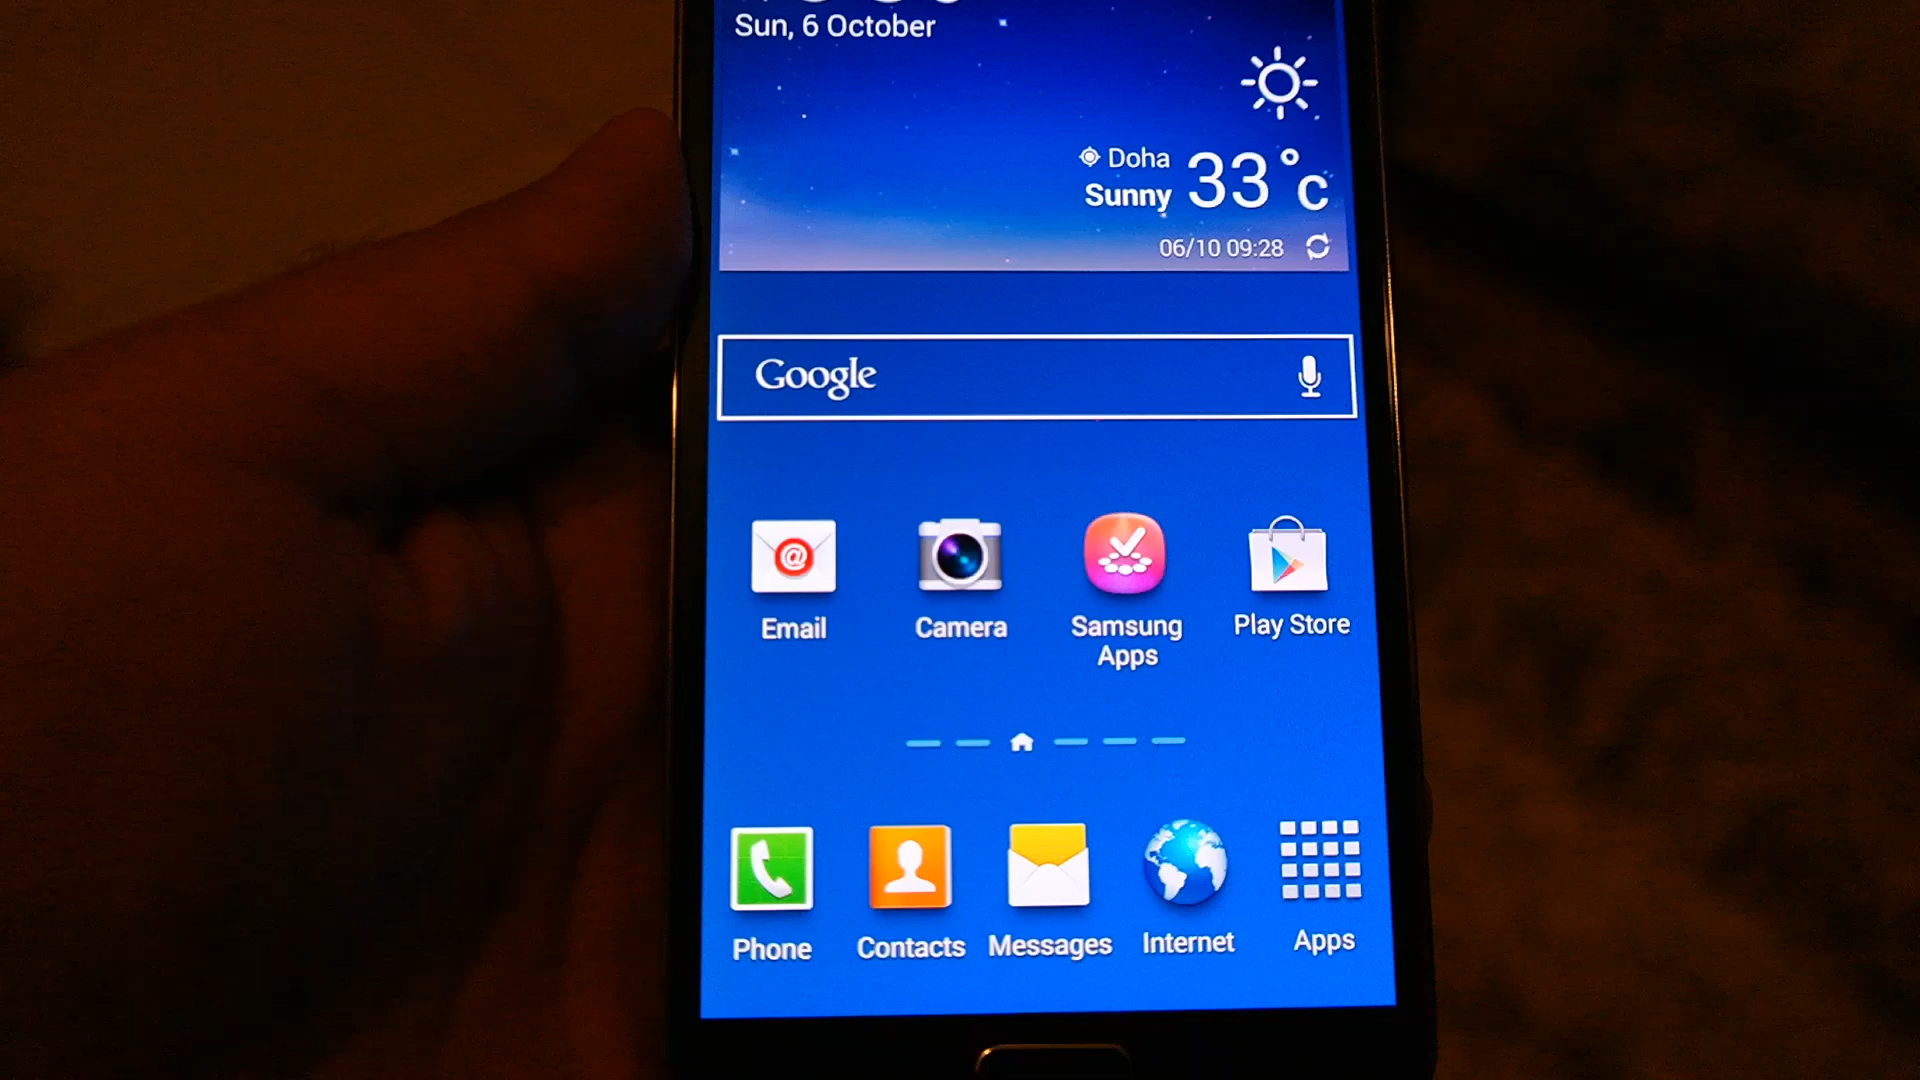 Sun, 6 October
Doha
Sunny 33°C
06/10 09:28
Google
@
Email Camera Samsung Apps Play Store
Phone Contacts Messages Internet Apps